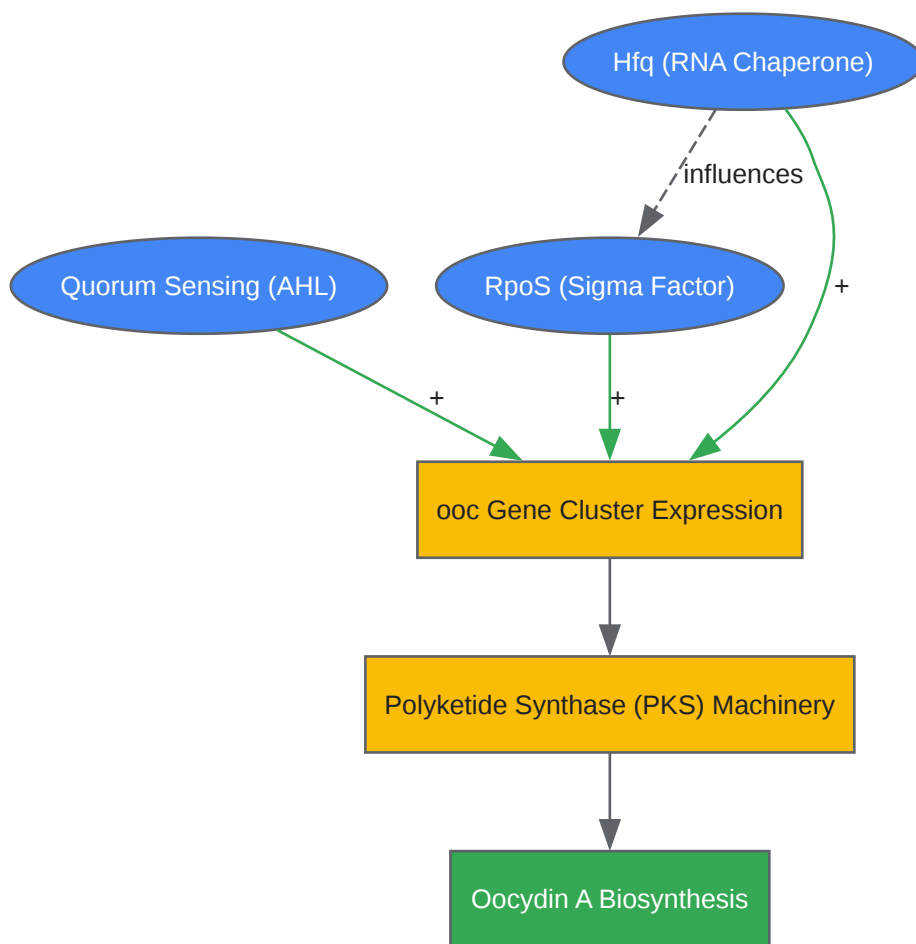 Hfq (RNA Chaperone)
influences
Quorum Sensing (AHL)
RpoS (Sigma Factor)
+
+
+
ooc Gene Cluster Expression
Polyketide Synthase (PKS) Machinery
Oocydin A Biosynthesis